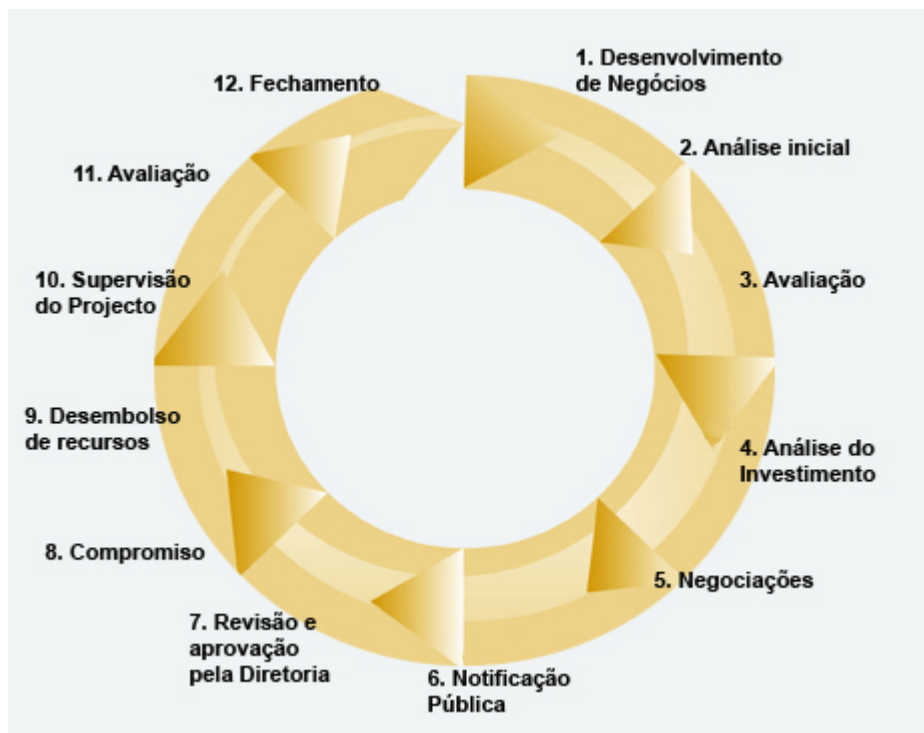 1. Desenvolvimento
de Negócios
2. Análise inicial
3. Avaliação
4. Análise do
Investimento
5. Negociações
6. Notificação
Pública
7. Revisão e
aprovação
pela Diretoria
8. Compromiso
9. Desembolso
de recursos
10. Supervisão
do Projecto
11. Avaliação
12. Fechamento